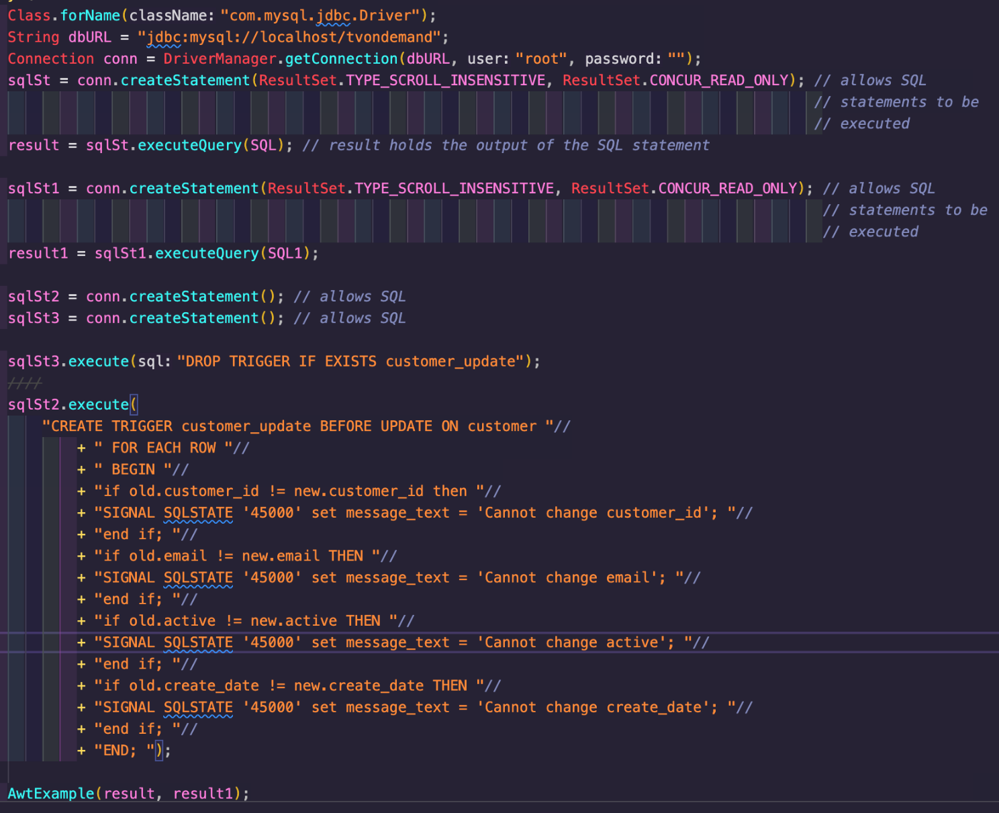 Class.forName(className: "com.mysql.jdbc.Driver");
String dbURL = "jdbc:mysql://localhost/tvondemand";
Connection conn = DriverManager.getConnection(dbURL, user: "root", password: "");
sqlSt = conn.createStatement(ResultSet.TYPE_SCROLL_INSENSITIVE, ResultSet.CONCUR_READ_ONLY); // allows SQL
// statements to be
// executed
result = sqlSt.executeQuery(SQL); // result holds the output of the SQL statement
sqlSt1 = conn.createStatement(ResultSet.TYPE_SCROLL_INSENSITIVE, ResultSet.CONCUR_READ_ONLY); // allows SQL
// statements to be
// executed
result1 = sqlSt1.executeQuery(SQL1);
sqlSt2 = conn.createStatement(); // allows SQL
sqlSt3 = conn.createStatement(); // allows SQL
sqlSt3.execute(sql: "DROP TRIGGER IF EXISTS customer_update");
////
sqlSt2.execute(
"CREATE TRIGGER customer_update BEFORE UPDATE ON customer "//
+ " FOR EACH ROW "//
+ " BEGIN "//
+ "if old.customer_id != new.customer_id then "//
+ "SIGNAL SQLSTATE '45000' set message_text = 'Cannot change customer_id'; "//
+ "end if; "//
+ "if old.email != new.email THEN "//
+ "SIGNAL SQLSTATE '45000' set message_text = 'Cannot change email'; "//
+ "end if; "//
+ "if old.active != new.active THEN "//
+ "SIGNAL SQLSTATE '45000' set message_text = 'Cannot change active'; "//
+ "end if; "//
+ "if old.create_date != new.create_date THEN "//
+ "SIGNAL SQLSTATE '45000' set message_text = 'Cannot change create_date'; "//
+ "end if; "//
+ "END; ");
AwtExample(result, result1);